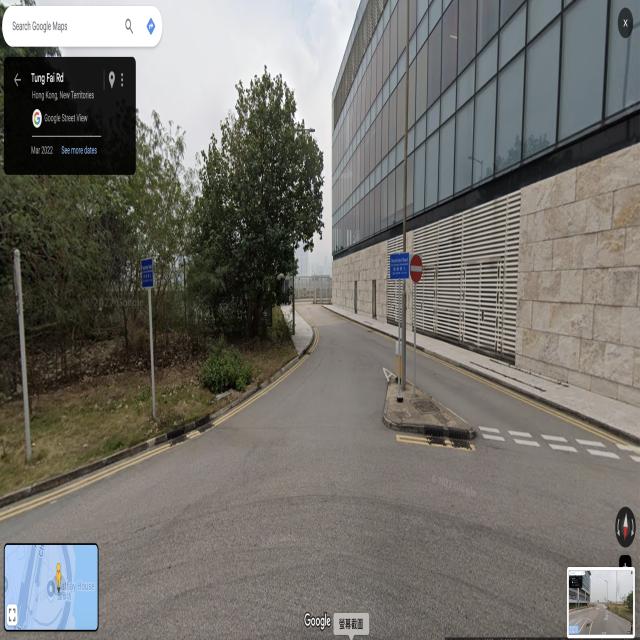 Search Google Maps
X
Tung Fai Rd
Hong Kong, New Territories
Google Street View
Mar 2022 See more dates
House
Google
螢幕截圖